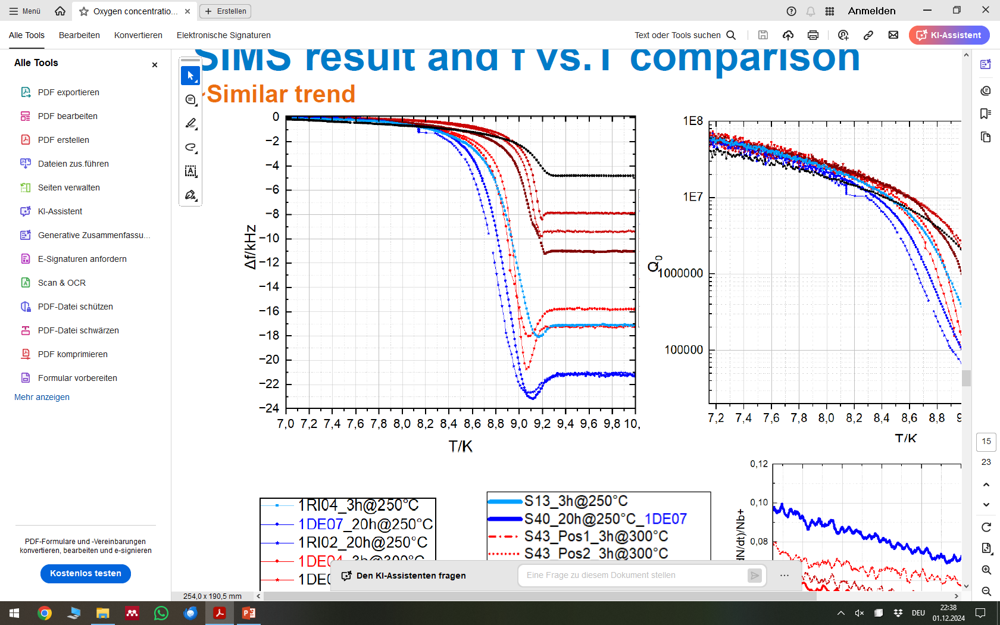 Menü
Oxygen concentratio...
Erstellen
Anmelden
Alle Tools
Bearbeiten
Konvertieren
Elektronische Signaturen
Text oder Tools suchen
KI-Assistent
Alle Tools
PDF exportieren
PDF bearbeiten
PDF erstellen
Dateien zus.führen
Seiten verwalten
KI-Assistent
Generative Zusammenfassu...
E-Signaturen anfordern
Scan & OCR
PDF-Datei schützen
PDF-Datei schwärzen
PDF komprimieren
Formular vorbereiten
Mehr anzeigen
PDF-Formulare und -Vereinbarungen
konvertieren, bearbeiten und e-signieren
Kostenlos testen
SIMS result and f vs.T comparison
Similar trend
0
−2
−4
−6
−8
−10
−12
−14
−16
−18
−20
−22
−24
Δf/kHz
7,0 7,2 7,4 7,6 7,8 8,0 8,2 8,4 8,6 8,8 9,0 9,2 9,4 9,6 9,8 10,
T/K
1E8
1E7
1000000
100000
Q0
7,2 7,4 7,6 7,8 8,0 8,2 8,4 8,6 8,8 9
T/K
1RI04_3h@250°C
1DE07_20h@250°C
1RI02_20h@250°C
1DE04_3h@300°C
S13_3h@250°C
S40_20h@250°C_1DE07
S43_Pos1_3h@300°C
S43_Pos2_3h@300°C
0,12
0,10
0,08
dN/dt)/Nb+
Den KI-Assistenten fragen
Eine Frage zu diesem Dokument stellen
254,0 x 190,5 mm
15
23
DEU
22:38
01.12.2024